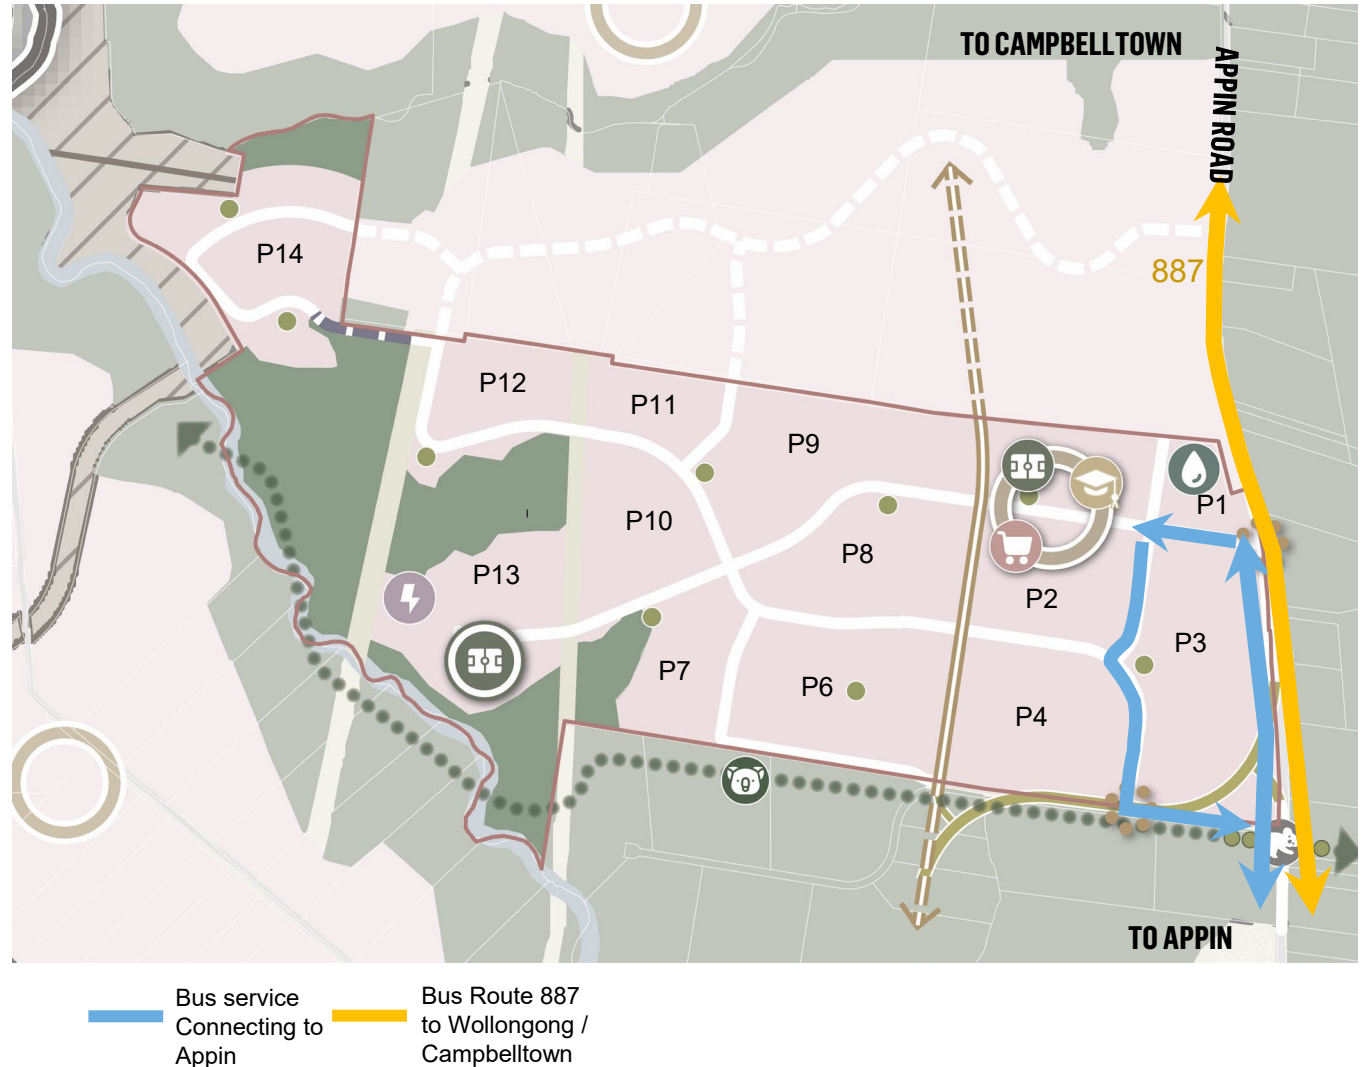 TO CAMPBELLTOWN
APPIN ROAD
887
P14
P12
P11
P9
P1
P10
P8
P13
P2
P3
P7
P6
P4
TO APPIN
Bus service
Connecting to
Appin
Bus Route 887
to Wollongong /
Campbelltown